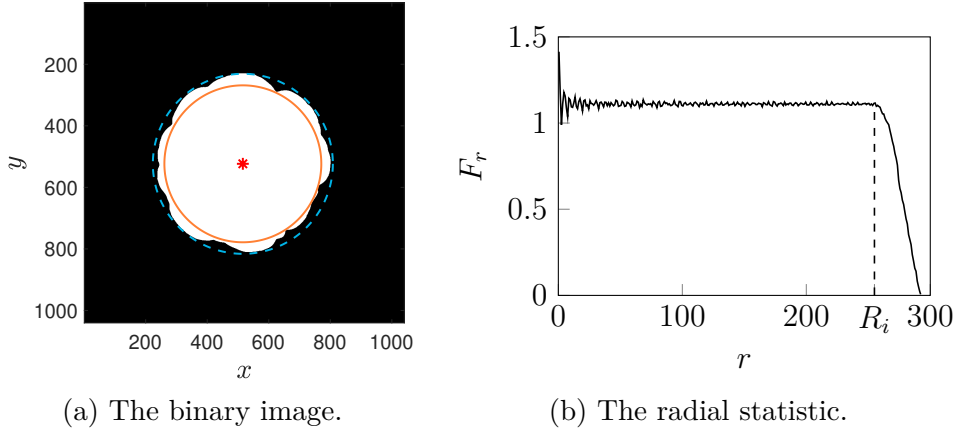 200
400
600
800
1000
y
200 400 600 800 1000
x
(a) The binary image.
1.5
1
0.5
0
F_r
0 100 200 R_i 300
r
(b) The radial statistic.